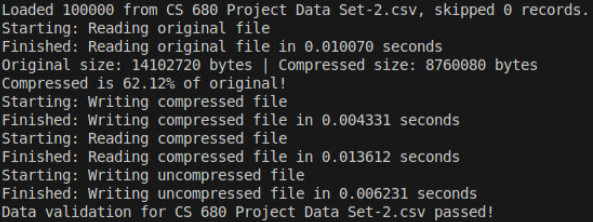 Loaded 100000 from CS 680 Project Data Set-2.csv, skipped 0 records.
Starting: Reading original file
Finished: Reading original file in 0.010070 seconds
Original size: 14102720 bytes | Compressed size: 8760080 bytes
Compressed is 62.12% of original!
Starting: Writing compressed file
Finished: Writing compressed file in 0.004331 seconds
Starting: Reading compressed file
Finished: Reading compressed file in 0.013612 seconds
Starting: Writing uncompressed file
Finished: Writing uncompressed file in 0.006231 seconds
Data validation for CS 680 Project Data Set-2.csv passed!